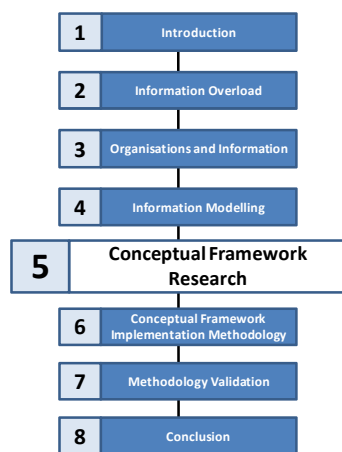 1 Introduction
2 Information Overload
3 Organisations and Information
4 Information Modelling
5 Conceptual Framework
Research
6 Conceptual Framework
Implementation Methodology
7 Methodology Validation
8 Conclusion